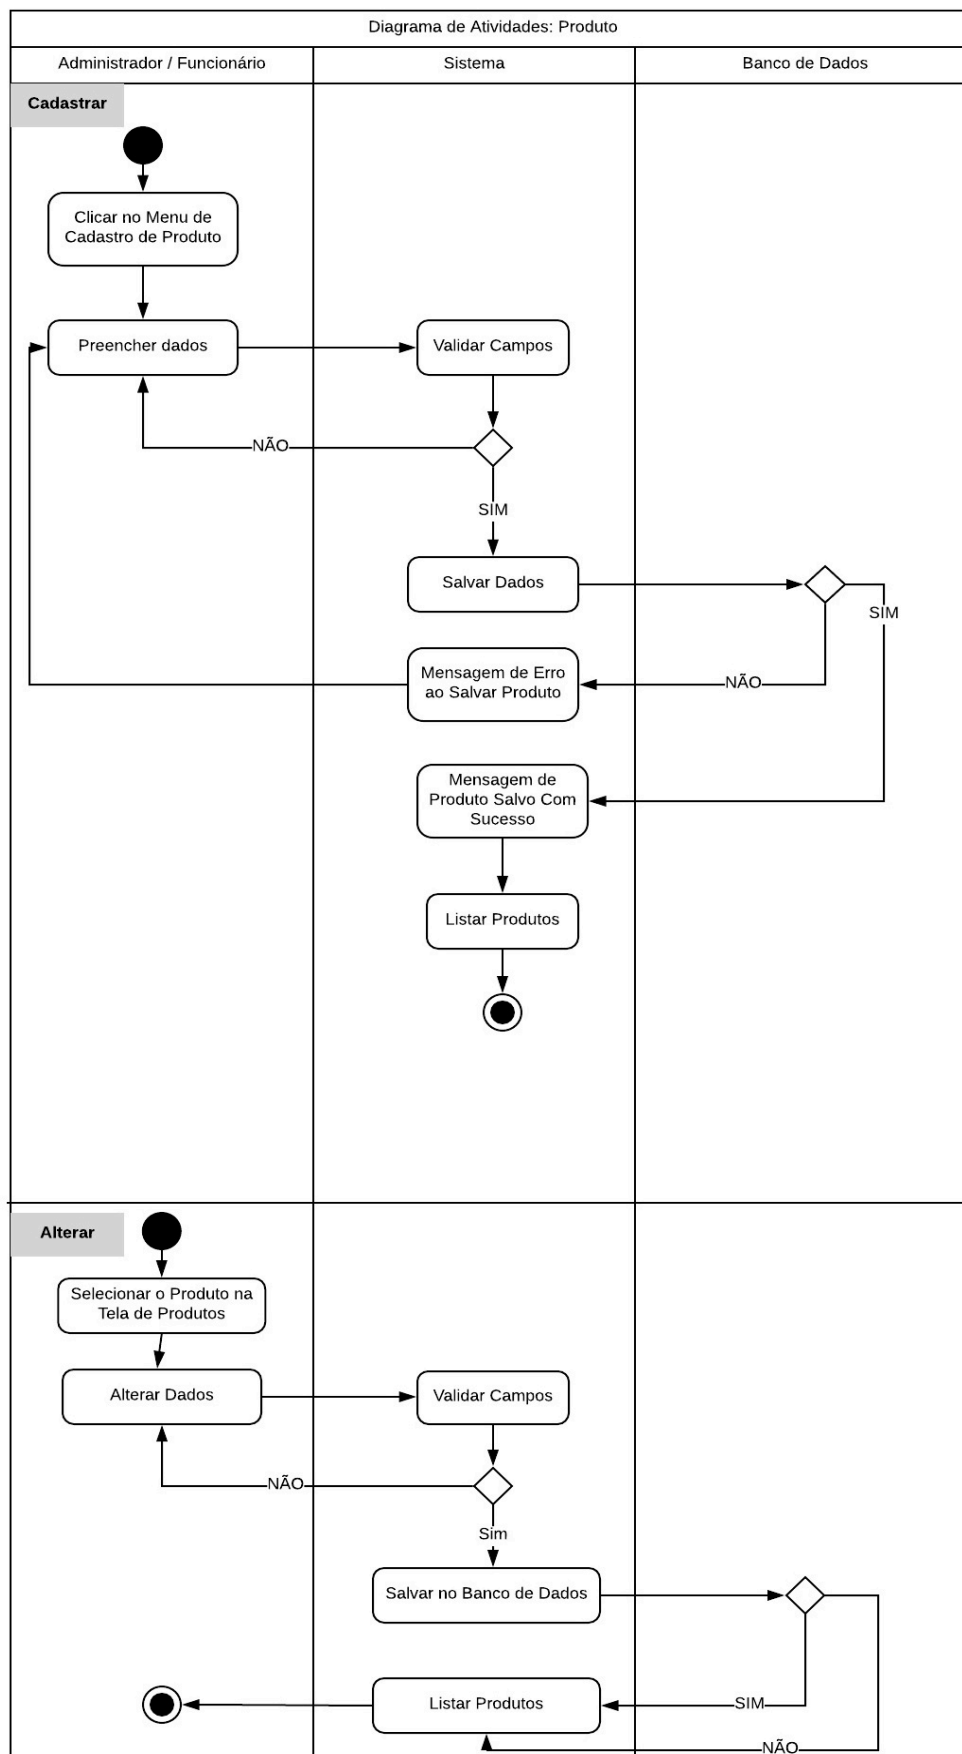 Diagrama de Atividades: Produto
Administrador / Funcionário
Sistema
Banco de Dados
Cadastrar
Clicar no Menu de
Cadastro de Produto
Preencher dados
Validar Campos
NÃO
SIM
Salvar Dados
SIM
Mensagem de Erro
ao Salvar Produto
NÃO
Mensagem de
Produto Salvo Com
Sucesso
Listar Produtos
Alterar
Selecionar o Produto na
Tela de Produtos
Alterar Dados
Validar Campos
NÃO
Sim
Salvar no Banco de Dados
Listar Produtos
SIM
NÃO